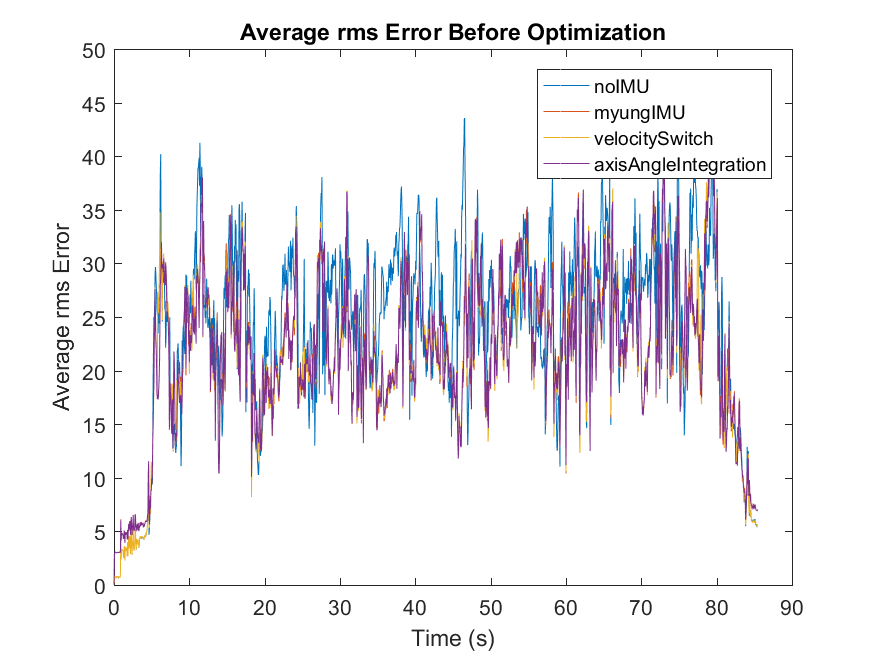 Average rms Error Before Optimization
50
45
40
35
30
25
20
15
10
5
0
Average rms Error
noIMU
myungIMU
velocitySwitch
axisAngleIntegration
0 10 20 30 40 50 60 70 80 90
Time (s)